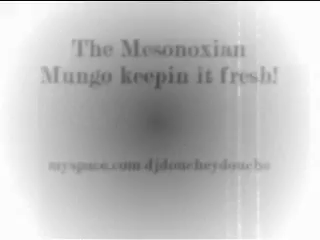 The Mesonoxian
Mungo keepin it fresh!
myspace.com/djdoucheydouche